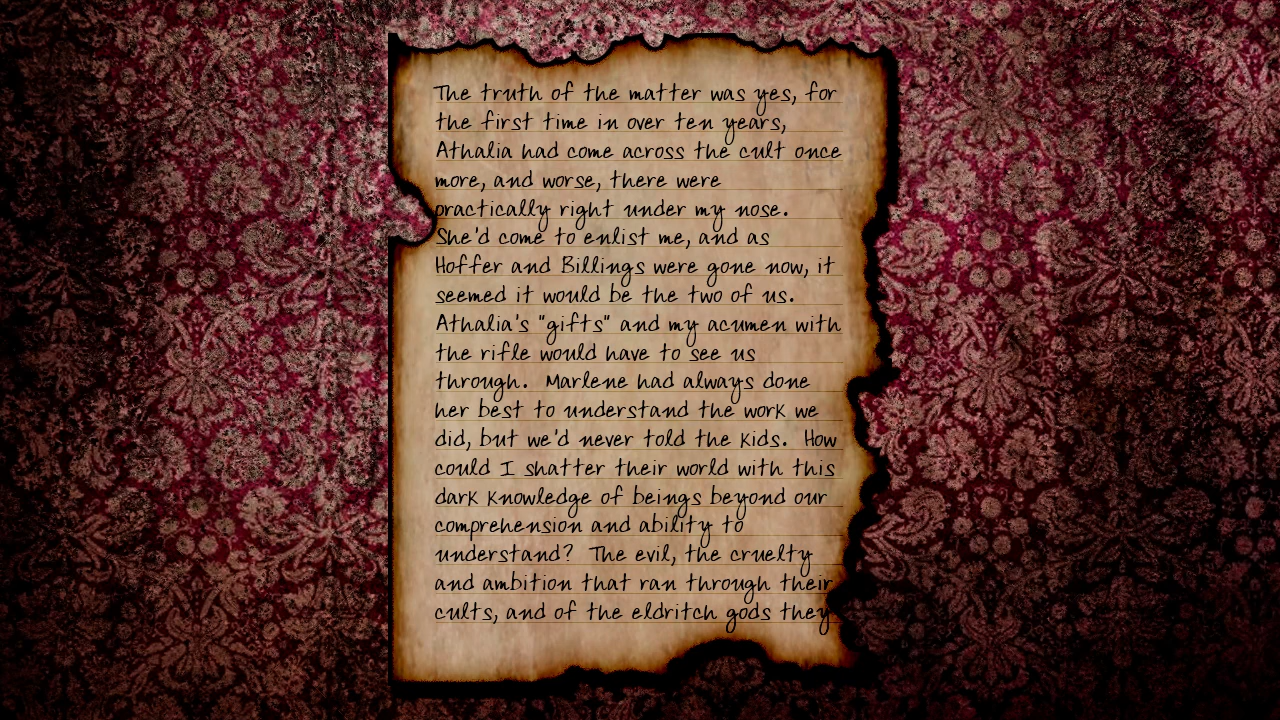 The truth of the matter was yes, for
the first time in over ten years,
Athalia had come across the cult once
more, and worse, there were
practically right under my nose.
She'd come to enlist me, and as
Hoffer and Billings were gone now, it
seemed it would be the two of us.
Athalia's "gifts" and my acumen with
the rifle would have to see us
through.  Marlene had always done
her best to understand the work we
did, but we'd never told the kids.  How
could I shatter their world with this
dark knowledge of beings beyond our
comprehension and ability to
understand?  The evil, the cruelty
and ambition that ran through their
cults, and of the eldritch gods they